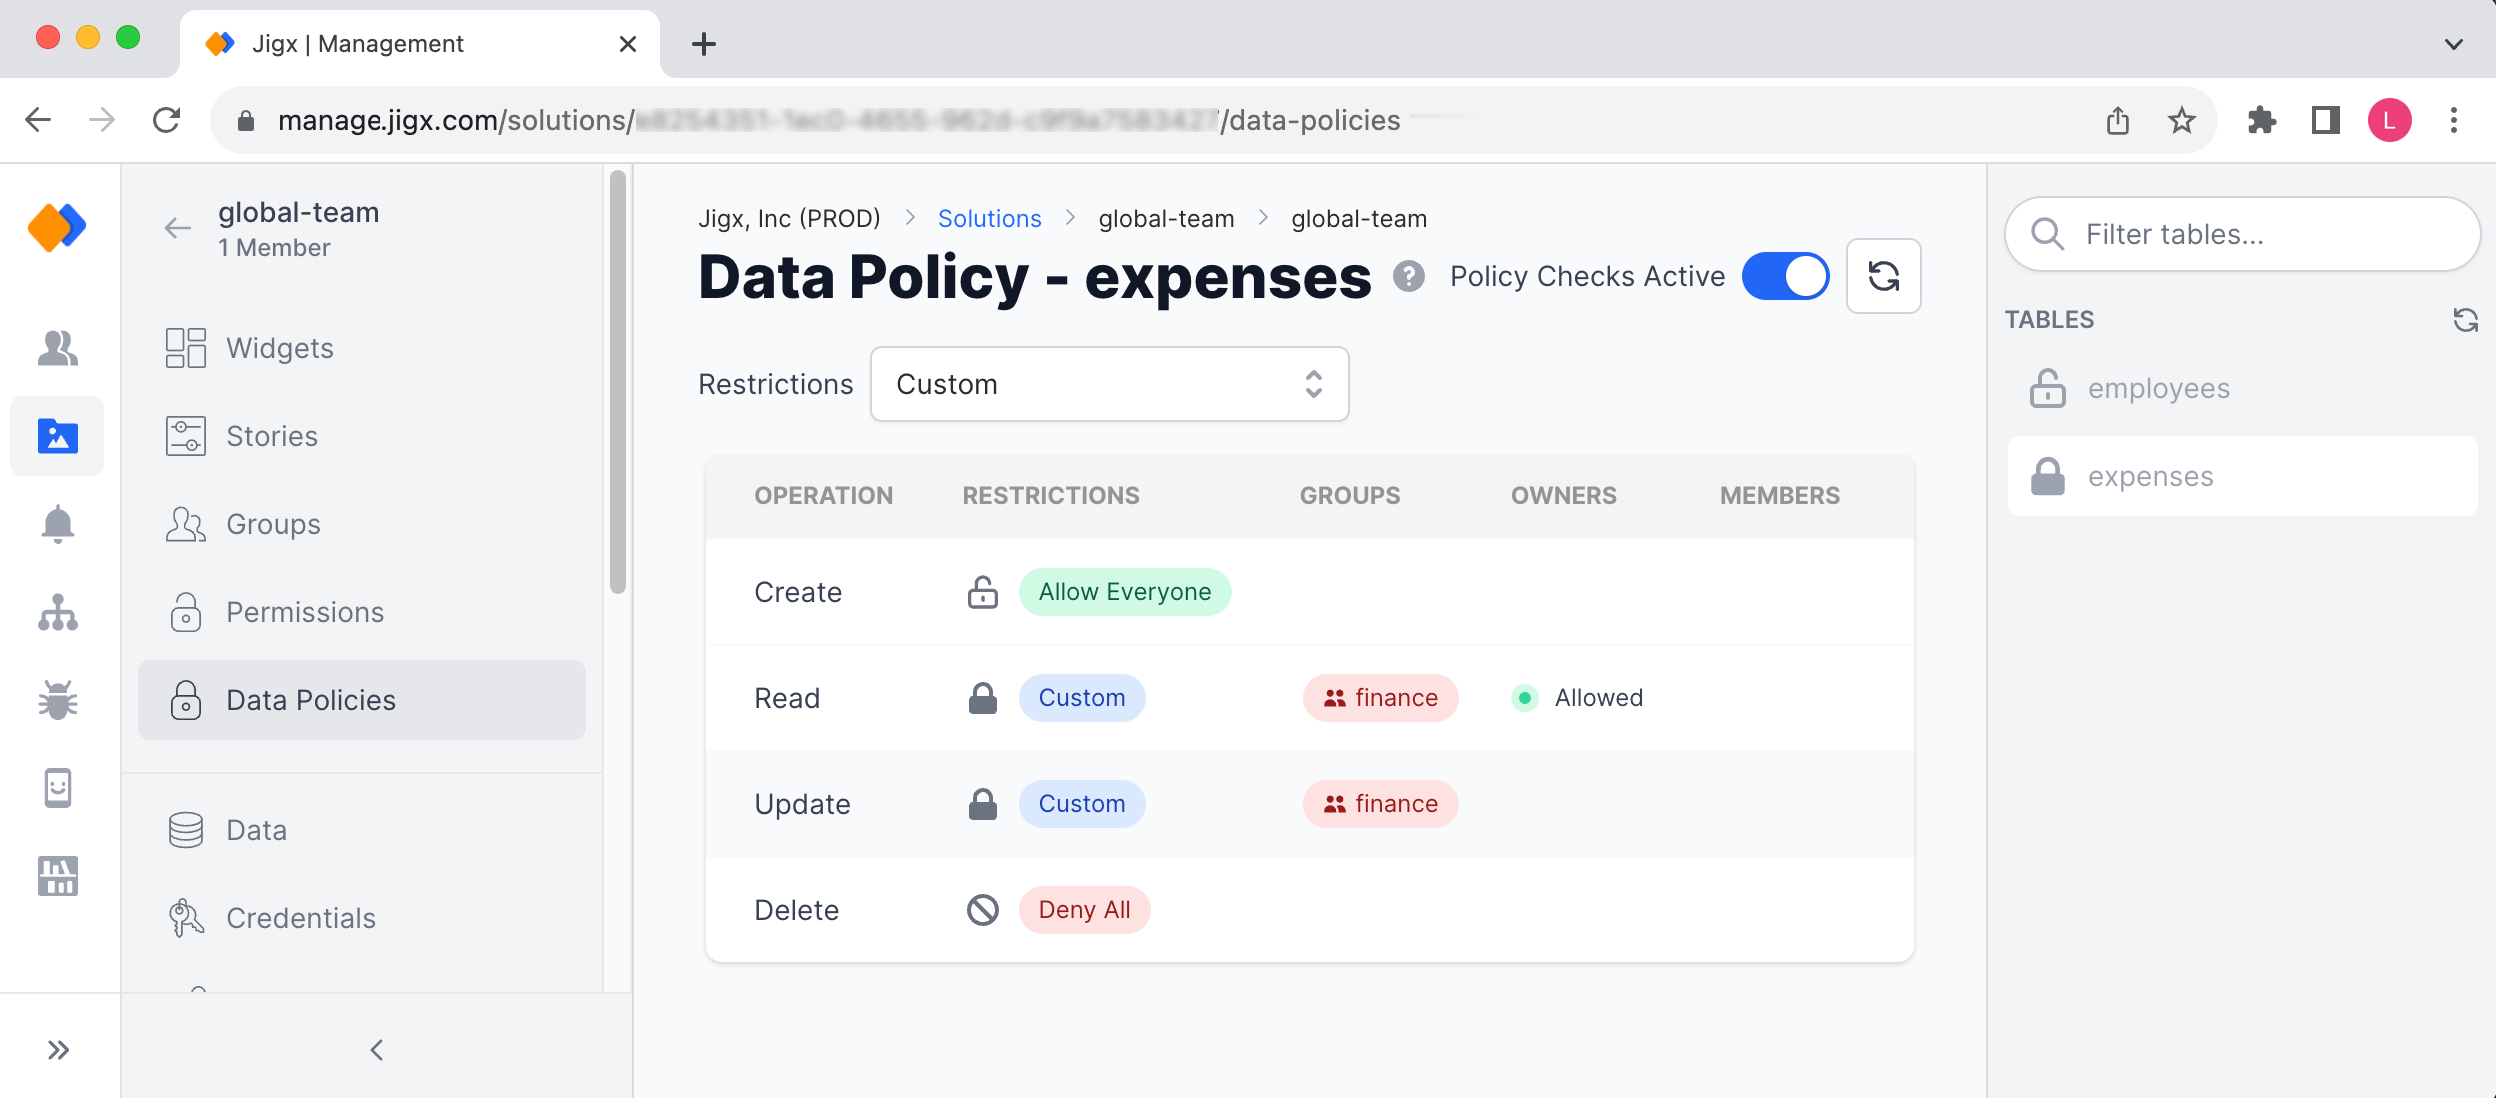 Jigx | Management
manage.jigx.com/solutions/ /data-policies
L
global-team
1 Member
Widgets
Stories
Groups
Permissions
Data Policies
Data
Credentials
Jigx, Inc (PROD) > Solutions > global-team > global-team
Data Policy - expenses ? Policy Checks Active
Restrictions Custom
OPERATION RESTRICTIONS GROUPS OWNERS MEMBERS
Create Allow Everyone
Read Custom finance Allowed
Update Custom finance
Delete Deny All
Filter tables...
TABLES
employees
expenses